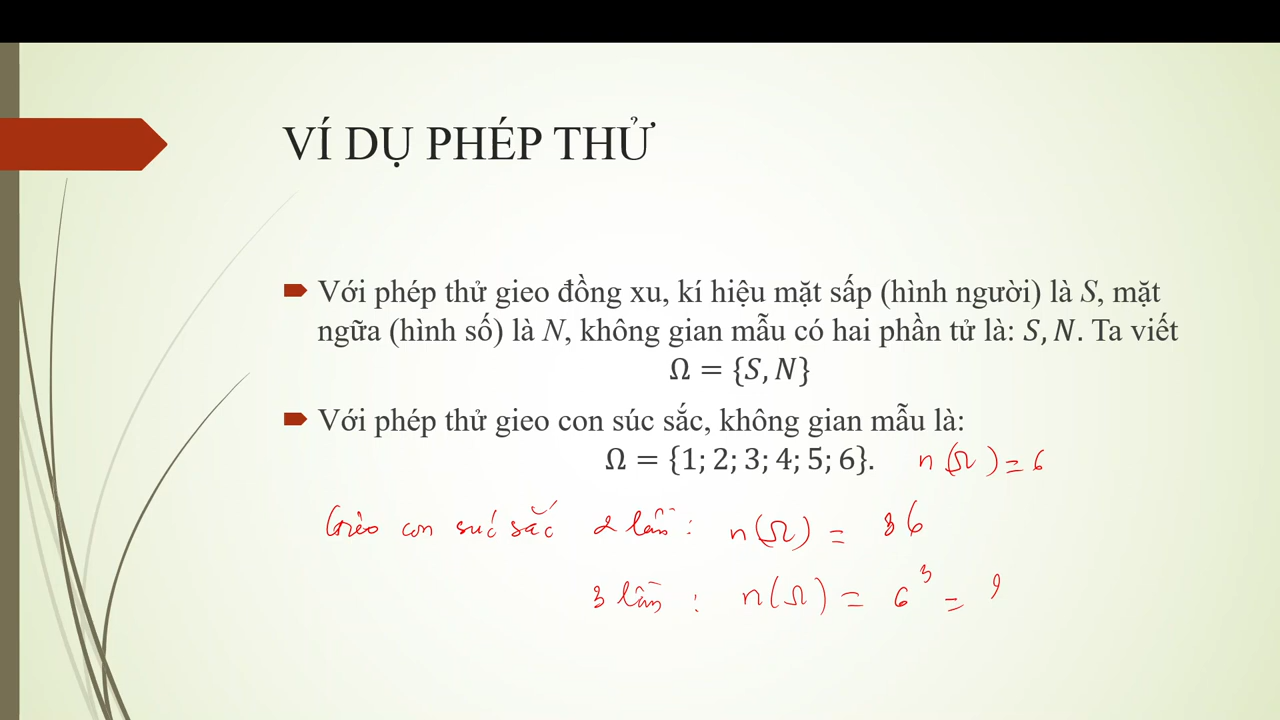 VÍ DỤ PHÉP THỬ
Với phép thử gieo đồng xu, kí hiệu mặt sấp (hình người) là S, mặt
ngữa (hình số) là N, không gian mẫu có hai phần tử là: S, N. Ta viết
Ω = {S, N}
Với phép thử gieo con súc sắc, không gian mẫu là:
Ω = {1; 2; 3; 4; 5; 6}. n(Ω) = 6
Gieo con súc sắc 2 lần: n(Ω) = 36
3 lần: n(Ω) = 6³ =